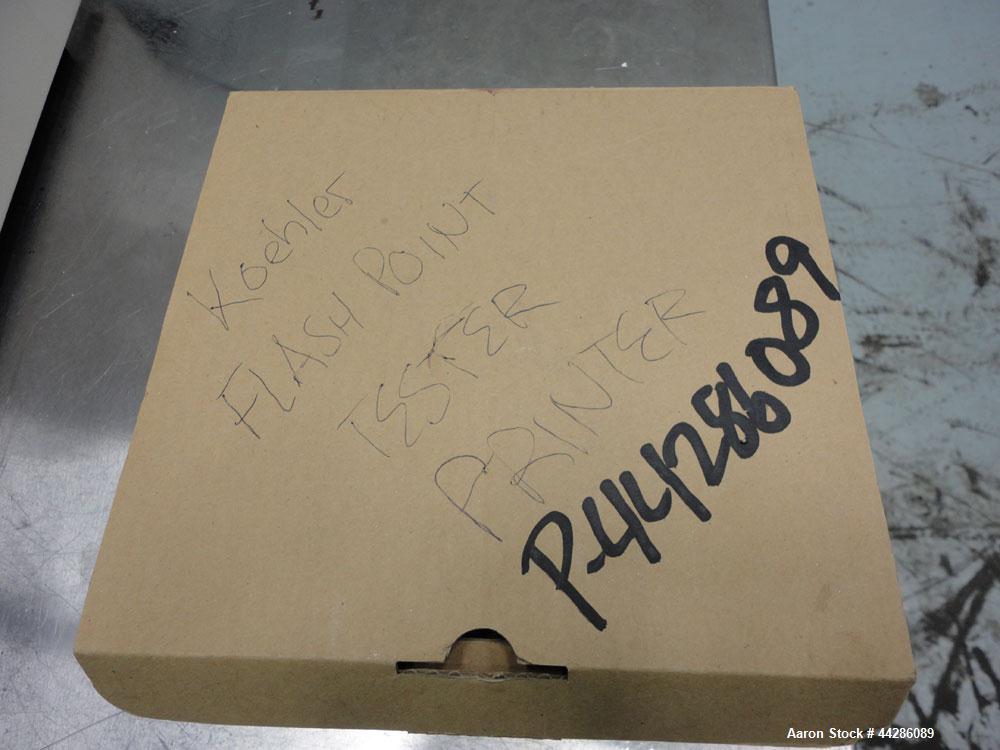 Koehler
FLASH POINT
TESTER
PRINTER
P-44286089
Aaron Stock # 44286089